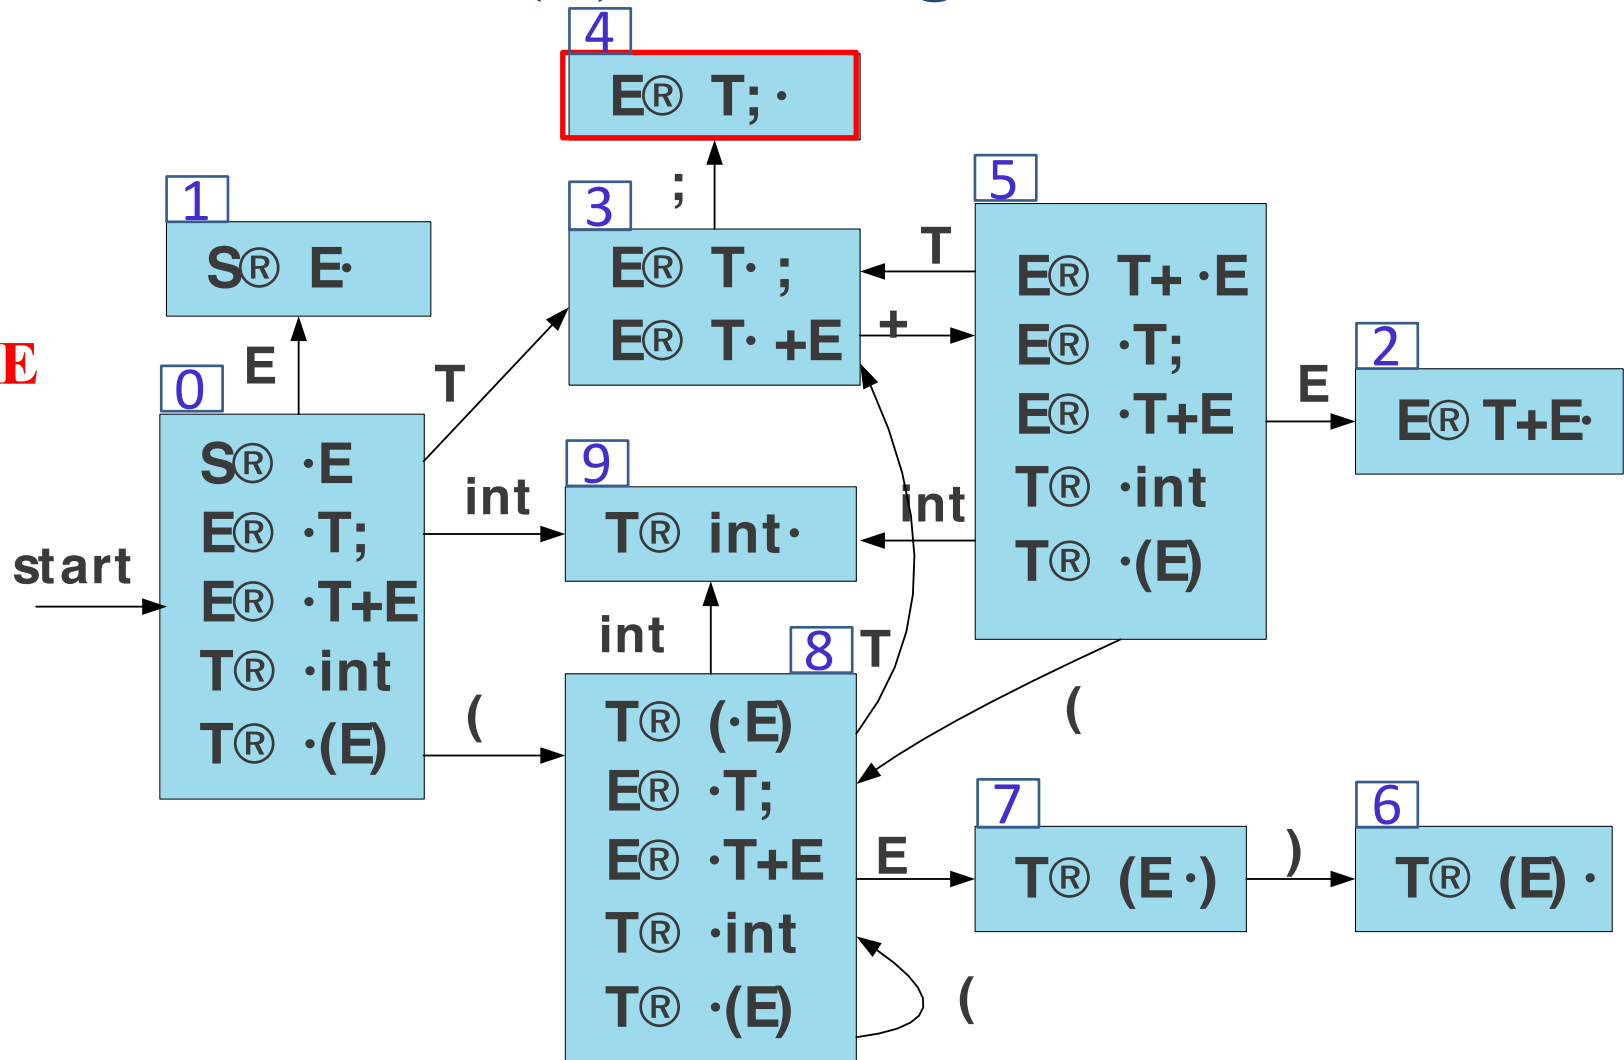 4
E® T; ·
;
1
S® E·
3
E® T· ;
E® T· +E
T
+
5
E® T+ ·E
E® ·T;
E® ·T+E
T® ·int
T® ·(E)
E
2
E® T+E·
E
E
T
0
S® ·E
E® ·T;
E® ·T+E
T® ·int
T® ·(E)
start
int
9
T® int·
int
int
(
8
T
T® (·E)
E® ·T;
E® ·T+E
T® ·int
T® ·(E)
(
E
7
T® (E ·)
)
6
T® (E) ·
(